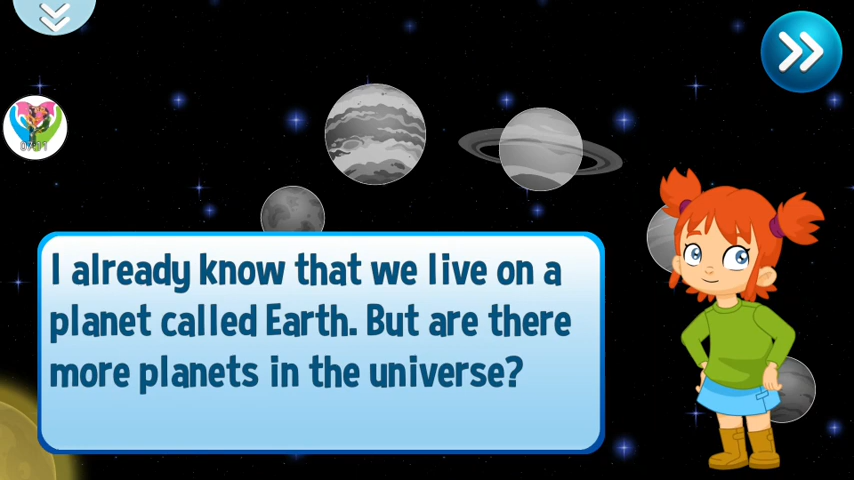 I already know that we live on a
planet called Earth. But are there
more planets in the universe?